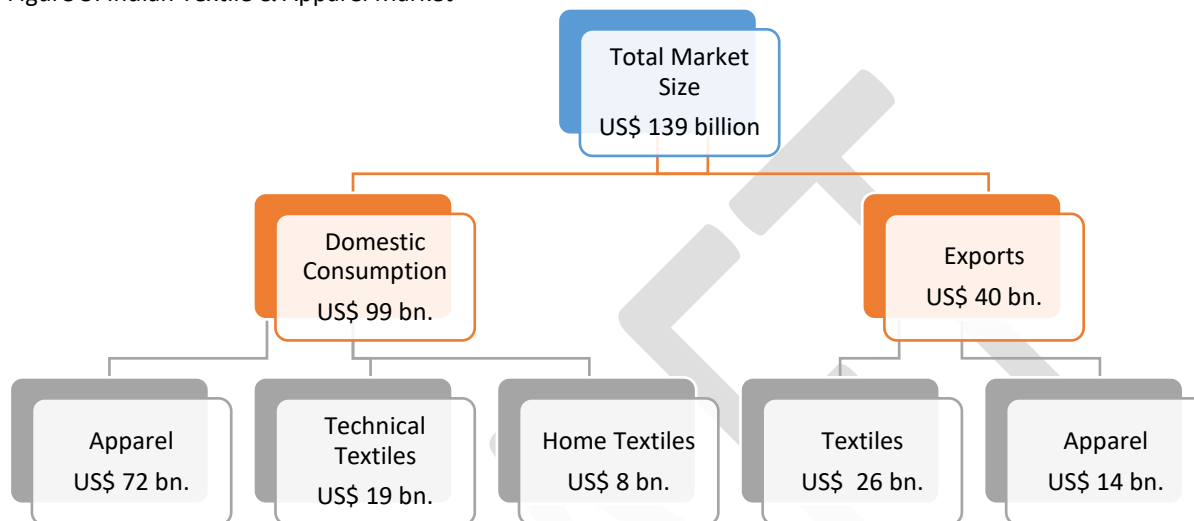 Figure 3: Indian Textile & Apparel Market
Total Market
Size
US$ 139 billion
Domestic
Consumption
US$ 99 bn.
Exports
US$ 40 bn.
Apparel
US$ 72 bn.
Technical
Textiles
US$ 19 bn.
Home Textiles
US$ 8 bn.
Textiles
US$  26 bn.
Apparel
US$ 14 bn.